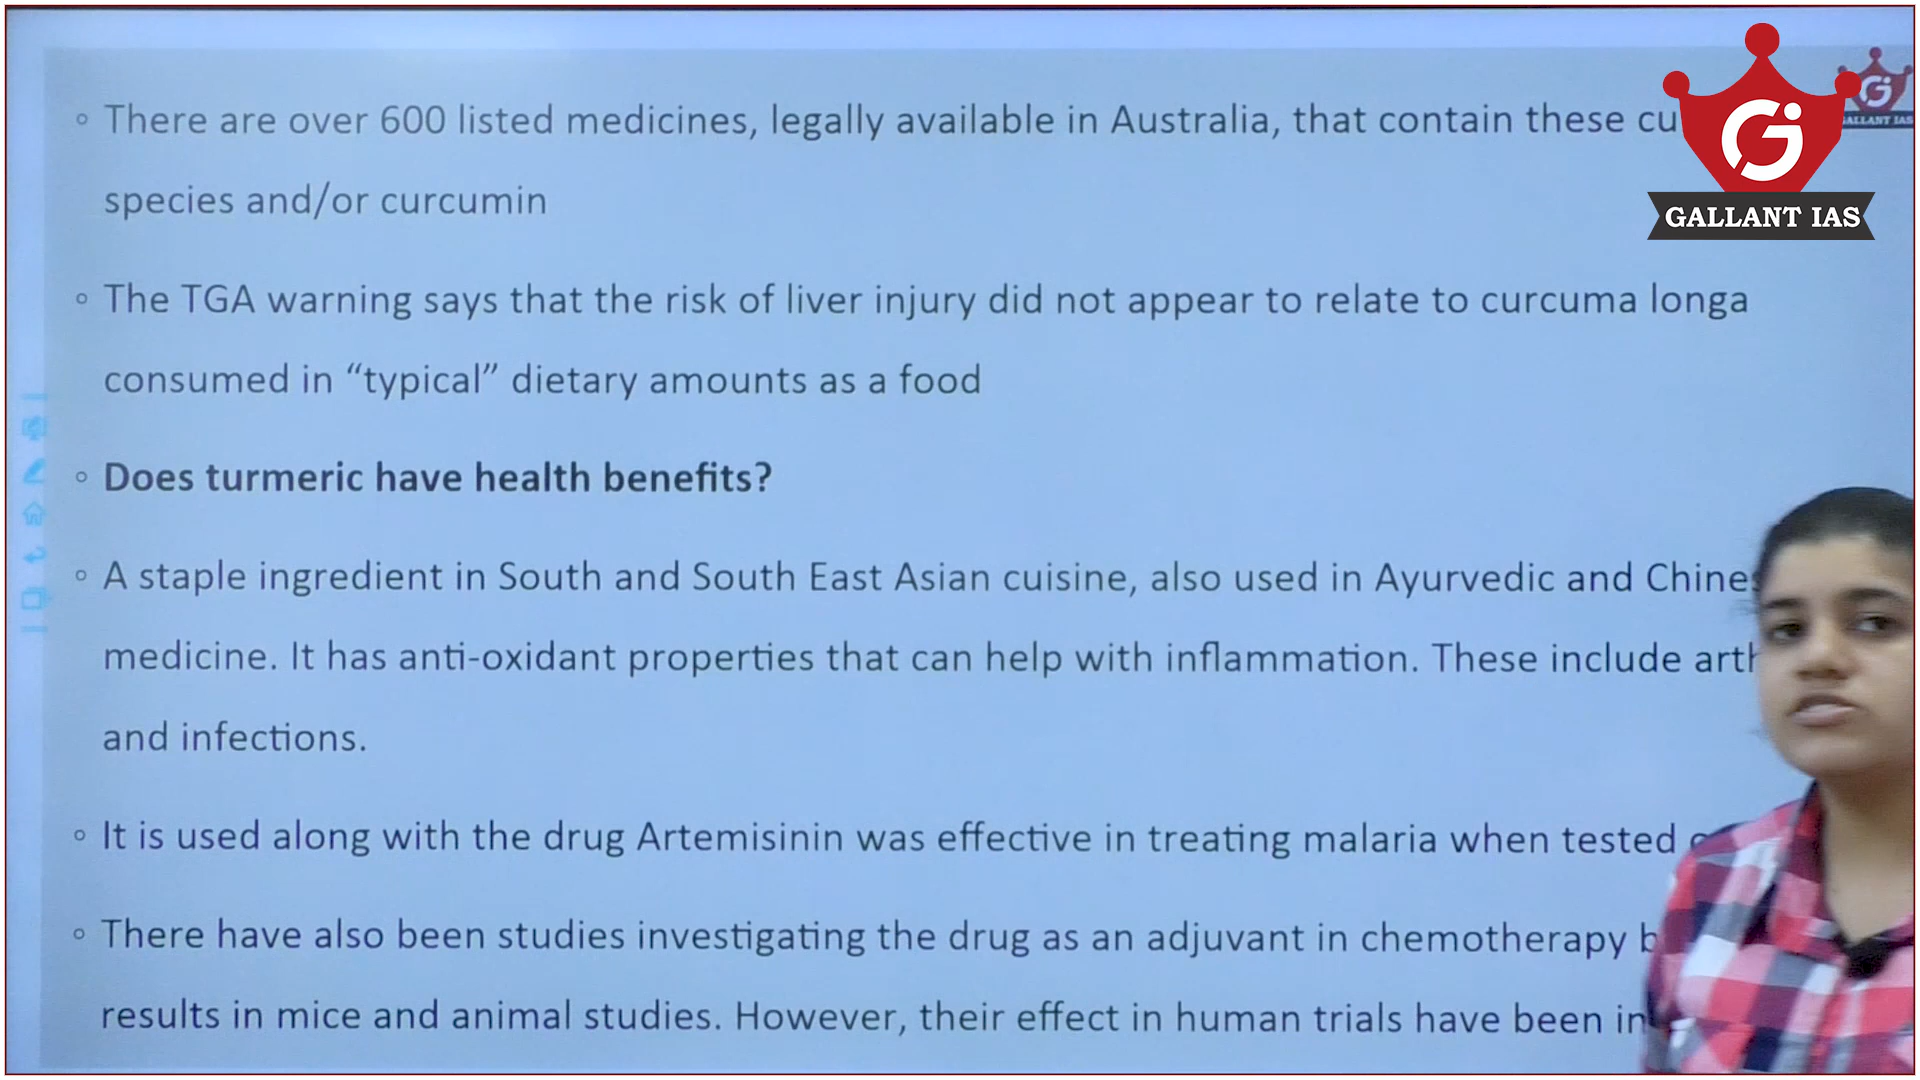 ◦ There are over 600 listed medicines, legally available in Australia, that contain these
species and/or curcumin
◦ The TGA warning says that the risk of liver injury did not appear to relate to curcuma longa
consumed in “typical” dietary amounts as a food
◦ Does turmeric have health benefits?
◦ A staple ingredient in South and South East Asian cuisine, also used in Ayurvedic and
medicine. It has anti-oxidant properties that can help with inflammation. These include
and infections.
◦ It is used along with the drug Artemisinin was effective in treating malaria when tested
◦ There have also been studies investigating the drug as an adjuvant in chemotherapy
results in mice and animal studies. However, their effect in human trials have been
GALLANT IAS
GALLANT IAS